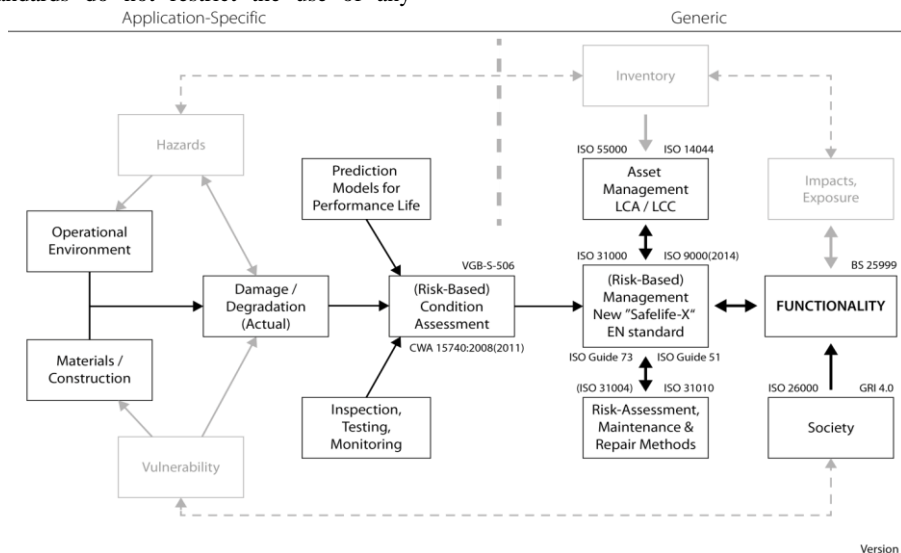 andards do not restrict the use of any
Application-Specific
Generic
Inventory
Hazards
ISO 55000 ISO 14044
Prediction
Models for
Performance Life
Asset
Management
LCA / LCC
Impacts,
Exposure
Operational
Environment
VGB-S-506
ISO 31000 ISO 9000(2014)
BS 25999
Damage /
Degradation
(Actual)
(Risk-Based)
Condition
Assessment
(Risk-Based)
Management
New "Safelife-X"
EN standard
FUNCTIONALITY
CWA 15740:2008(2011)
ISO Guide 73 ISO Guide 51
Materials /
Construction
(ISO 31004) ISO 31010
ISO 26000 GRI 4.0
Inspection,
Testing,
Monitoring
Risk-Assessment,
Maintenance &
Repair Methods
Society
Vulnerability
Version